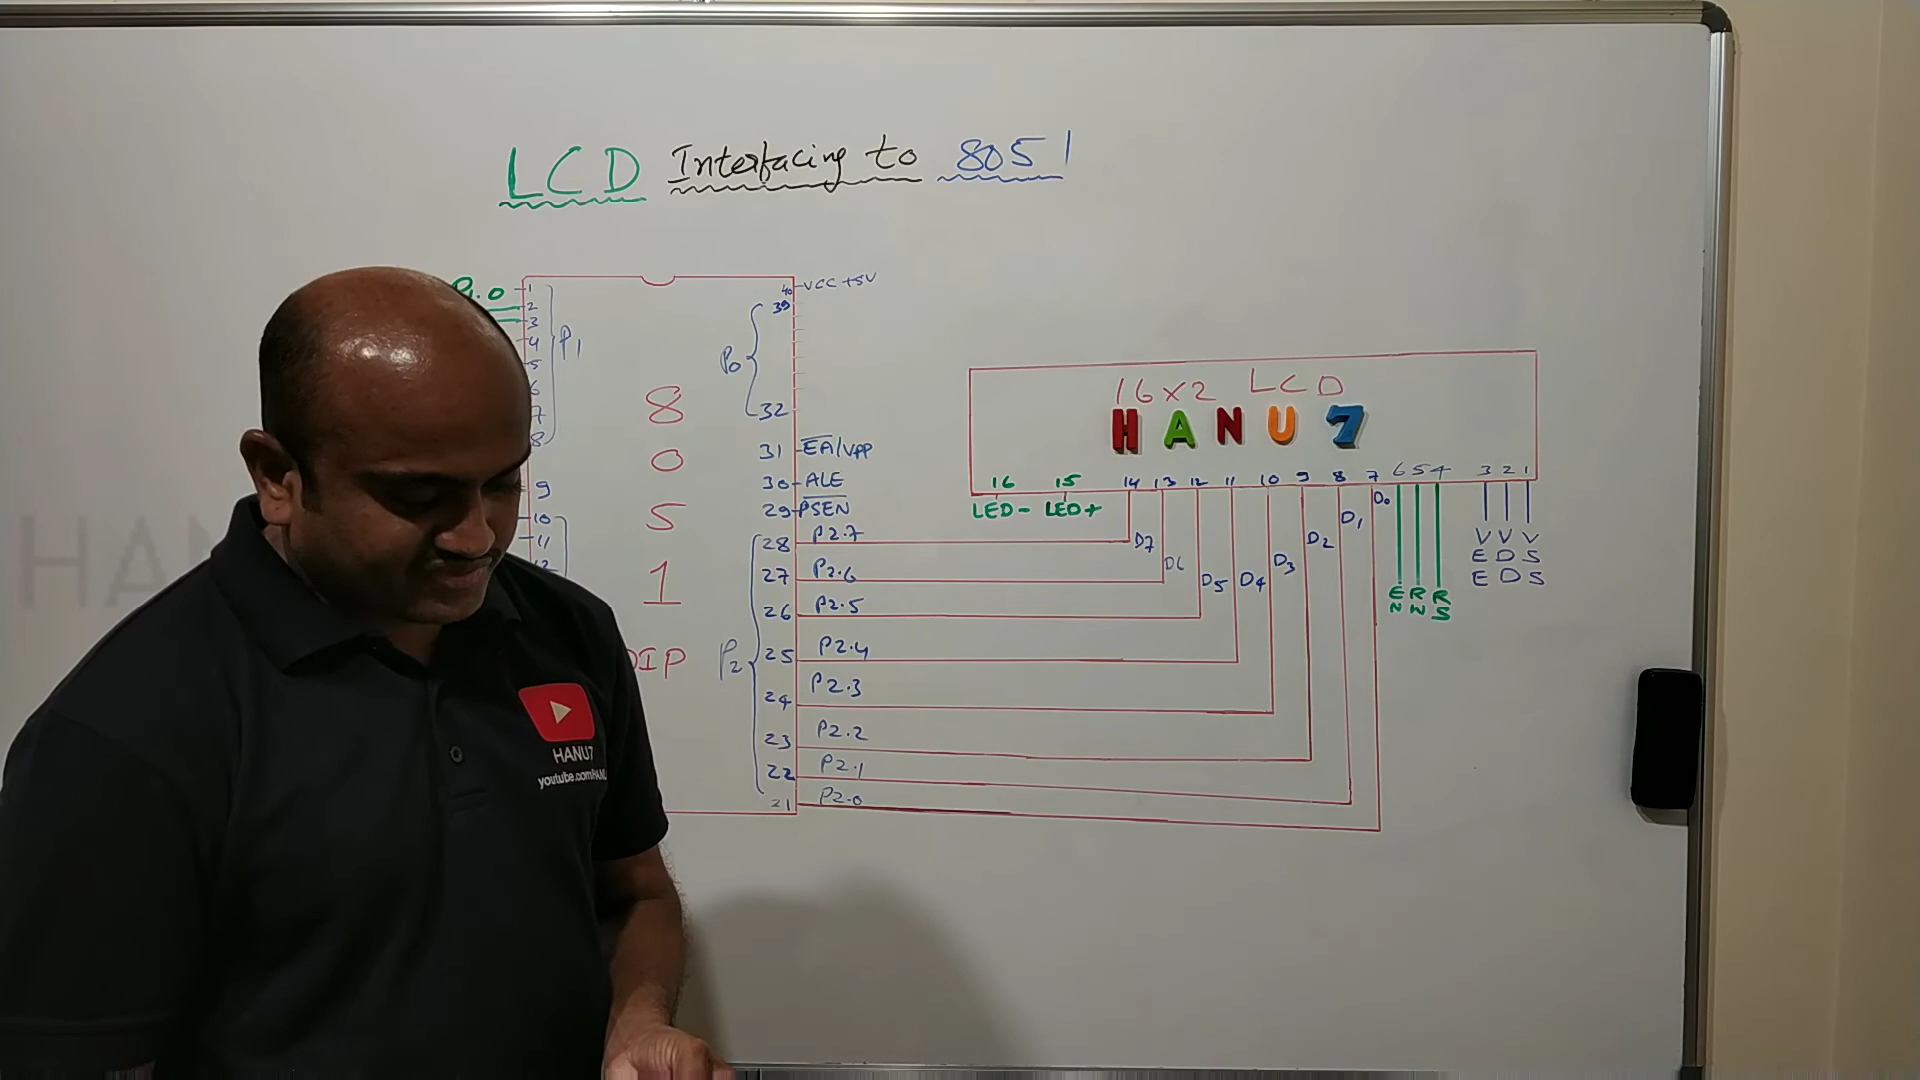 LCD Interfacing to 8051
P1.0
1
2
3
4
5
6
7
8
P1
9
10
11
12
8
0
5
1
DIP
40 VCC +5V
39
P0
32
31 EA/VPP
30 ALE
29 PSEN
P2
28 P2.7
27 P2.6
26 P2.5
25 P2.4
24 P2.3
23 P2.2
22 P2.1
21 P2.0
16x2 LCD
HANU7
16 15 14 13 12 11 10 9 8 7 6 5 4 3 2 1
LED- LED+
D7 D6 D5 D4 D3 D2 D1 D0
EN RW RS
VEE VDD VSS
HANU7
youtube.com/HANU
HA